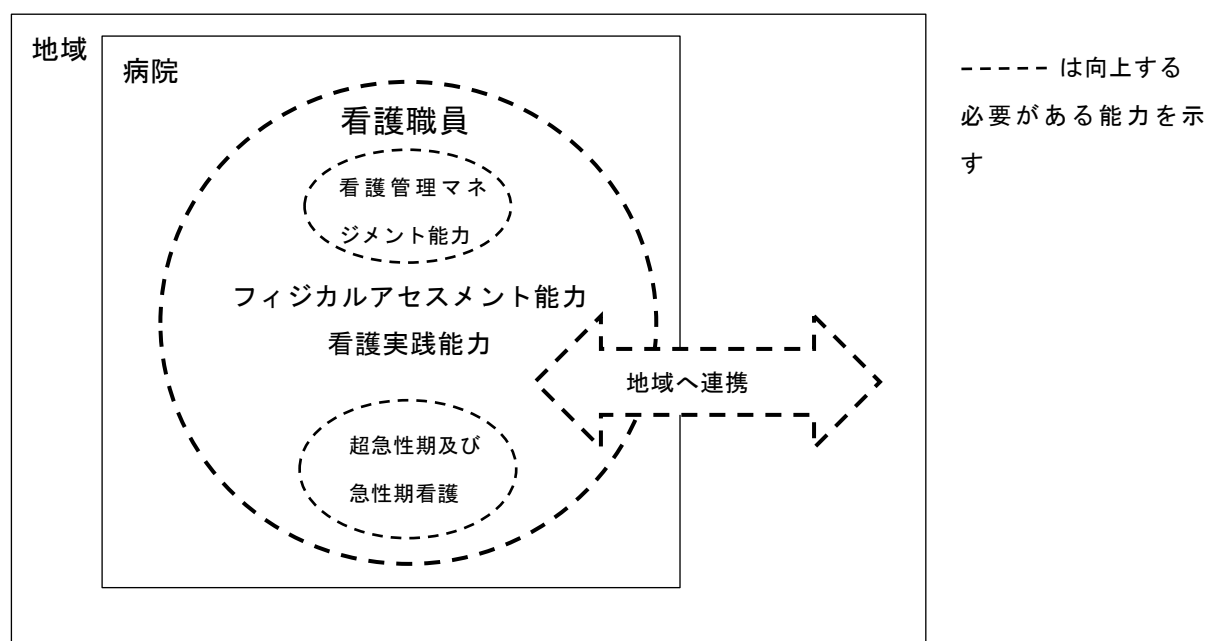 地域
病院
看護職員
看護管理マネ
ジメント能力
フィジカルアセスメント能力
看護実践能力
地域へ連携
超急性期及び
急性期看護
----- は向上する
必要がある能力を示
す